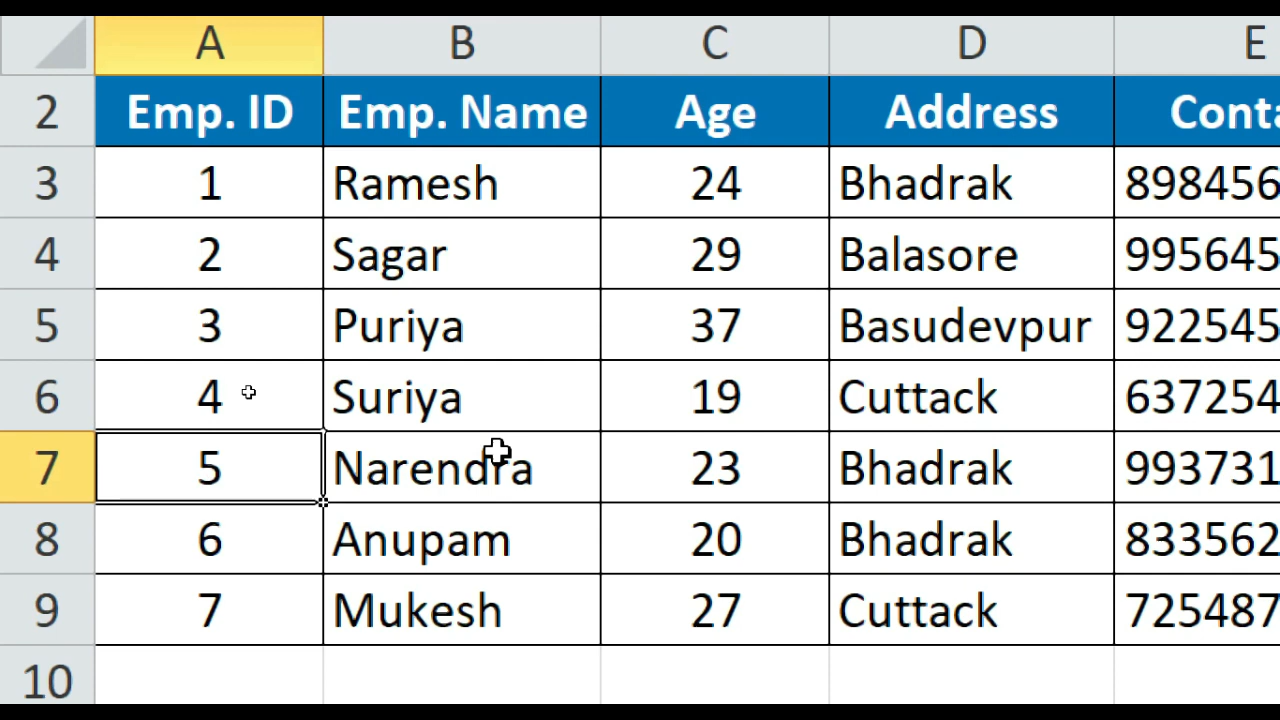 A B C D E
2 Emp. ID Emp. Name Age Address Conta
3 1 Ramesh 24 Bhadrak 898456
4 2 Sagar 29 Balasore 995645
5 3 Puriya 37 Basudevpur 922545
6 4 Suriya 19 Cuttack 637254
7 5 Narendra 23 Bhadrak 993731
8 6 Anupam 20 Bhadrak 833562
9 7 Mukesh 27 Cuttack 725487
10